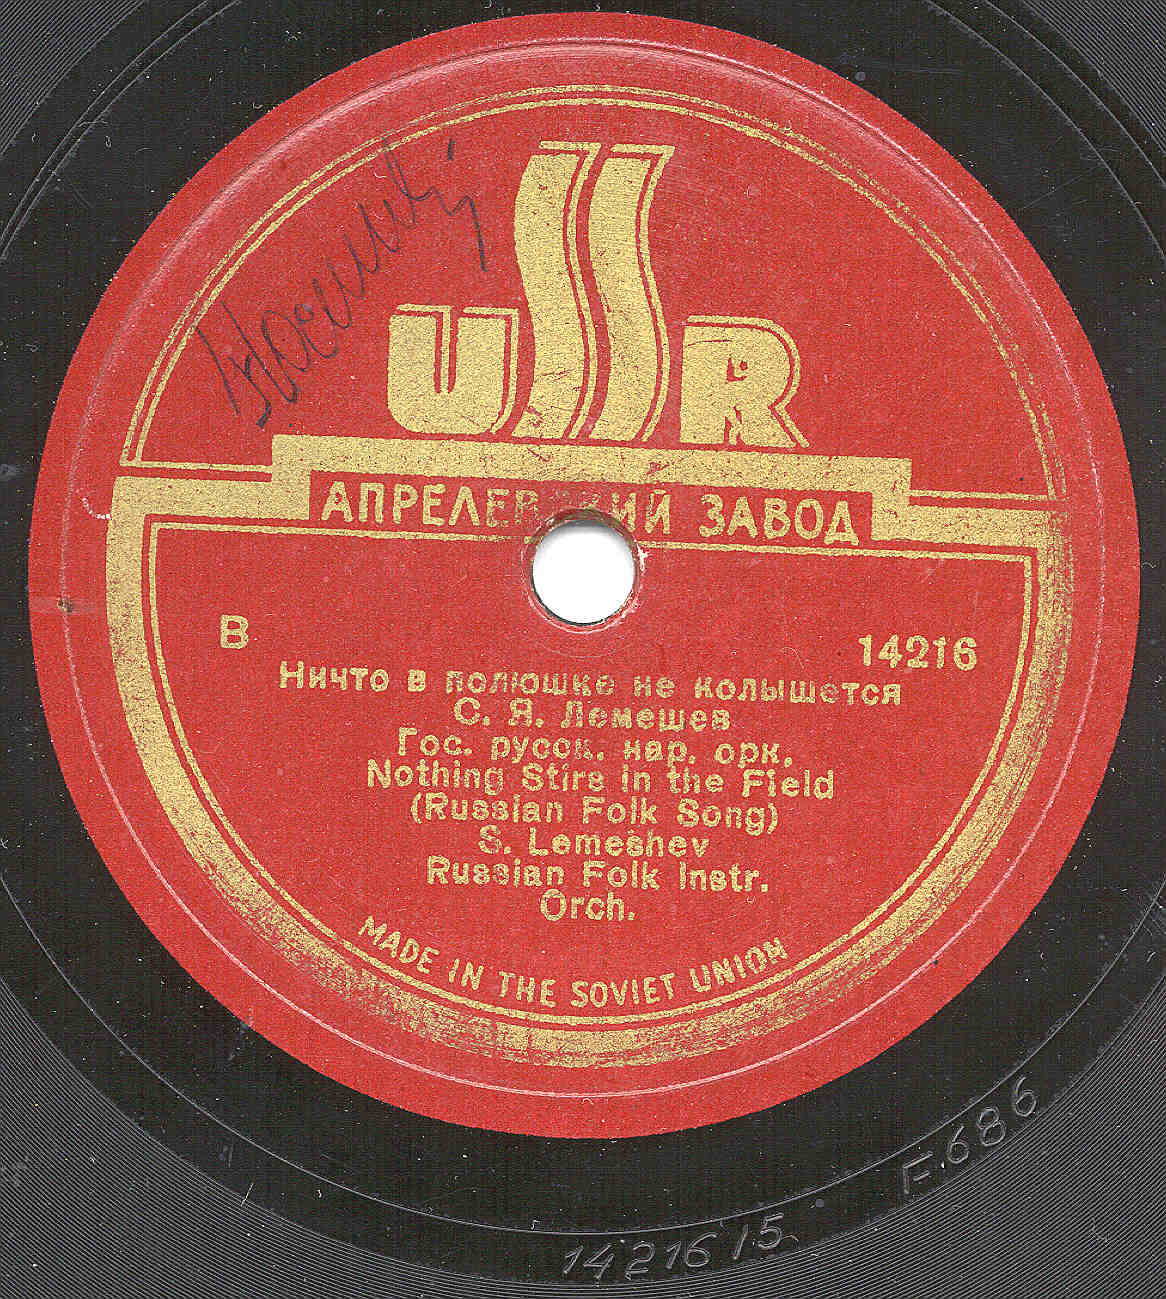 USSR
АПРЕЛЕВСКИЙ ЗАВОД
В
14216
Ничто в полюшке не колышется
С. Я. Лемешев
Гос. русск. нар. орк.
Nothing Stirs in the Field
(Russian Folk Song)
S. Lemeshev
Russian Folk Instr.
Orch.
MADE IN THE SOVIET UNION
F-686
14216 15